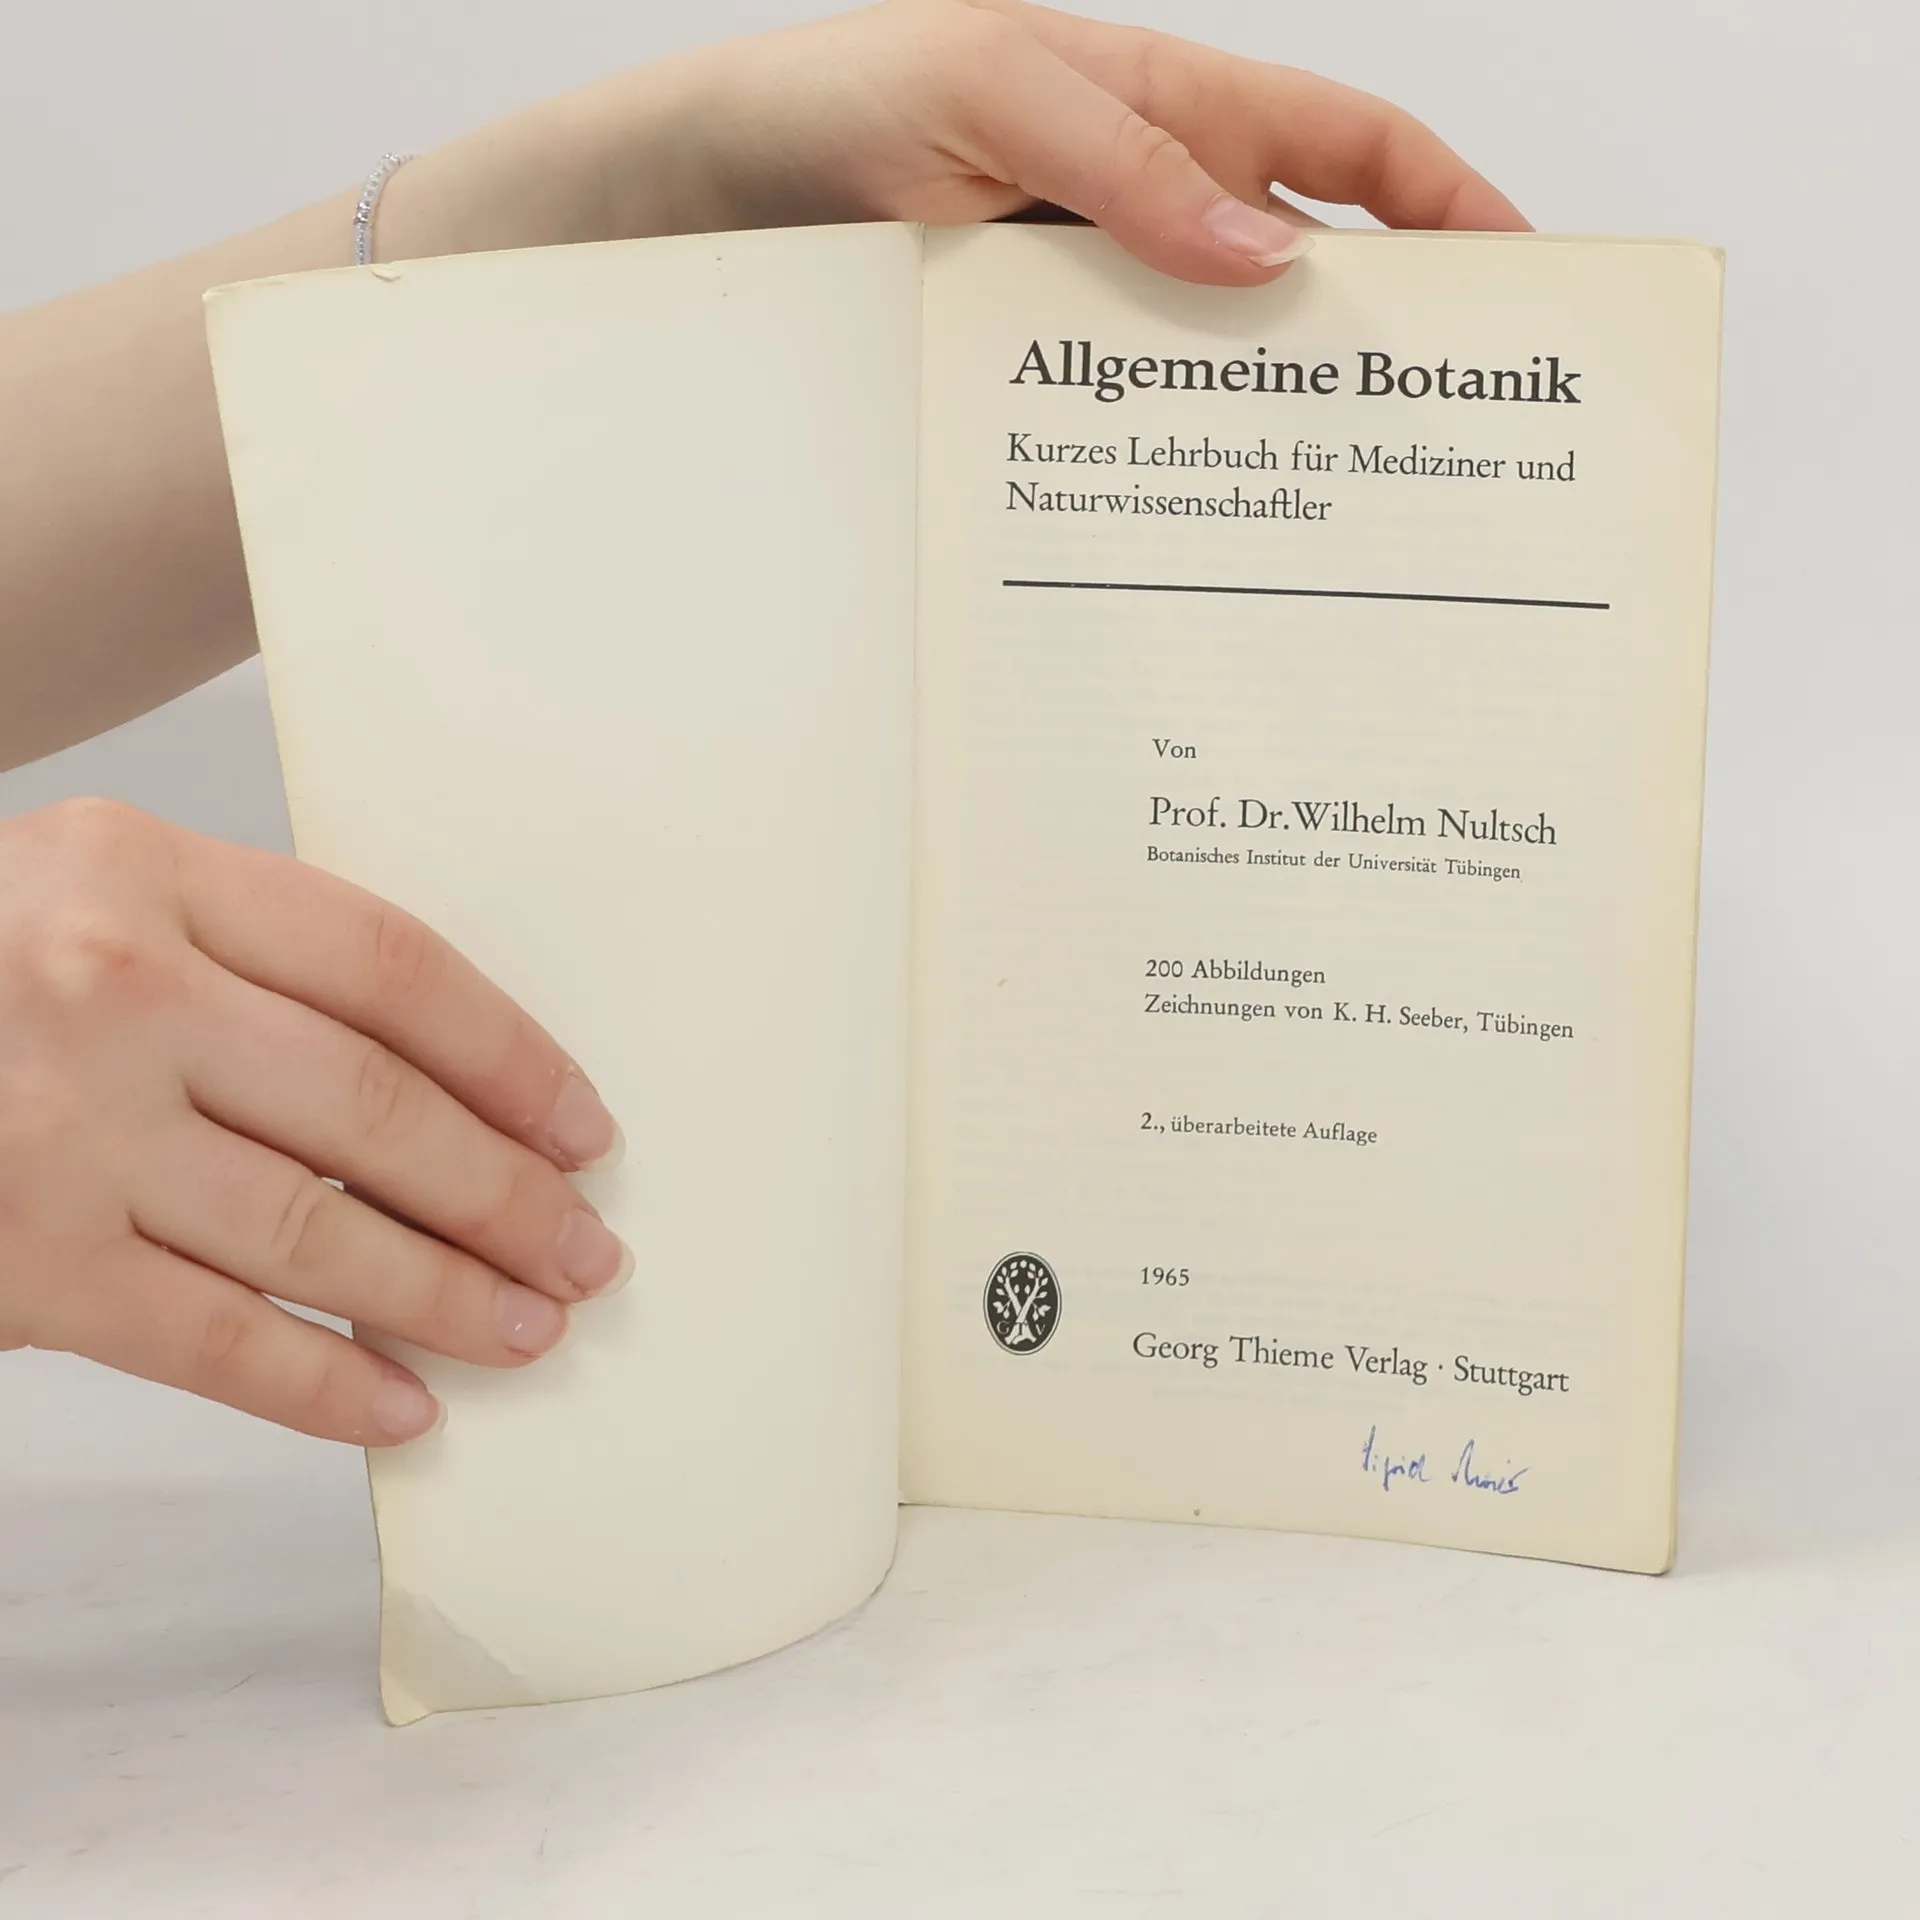 Allgemeine Botanik
Kurzes Lehrbuch für Mediziner und
Naturwissenschaftler
Von
Prof. Dr. Wilhelm Nultsch
Botanisches Institut der Universität Tübingen
200 Abbildungen
Zeichnungen von K. H. Seeber, Tübingen
2., überarbeitete Auflage
1965
GTV
Georg Thieme Verlag · Stuttgart